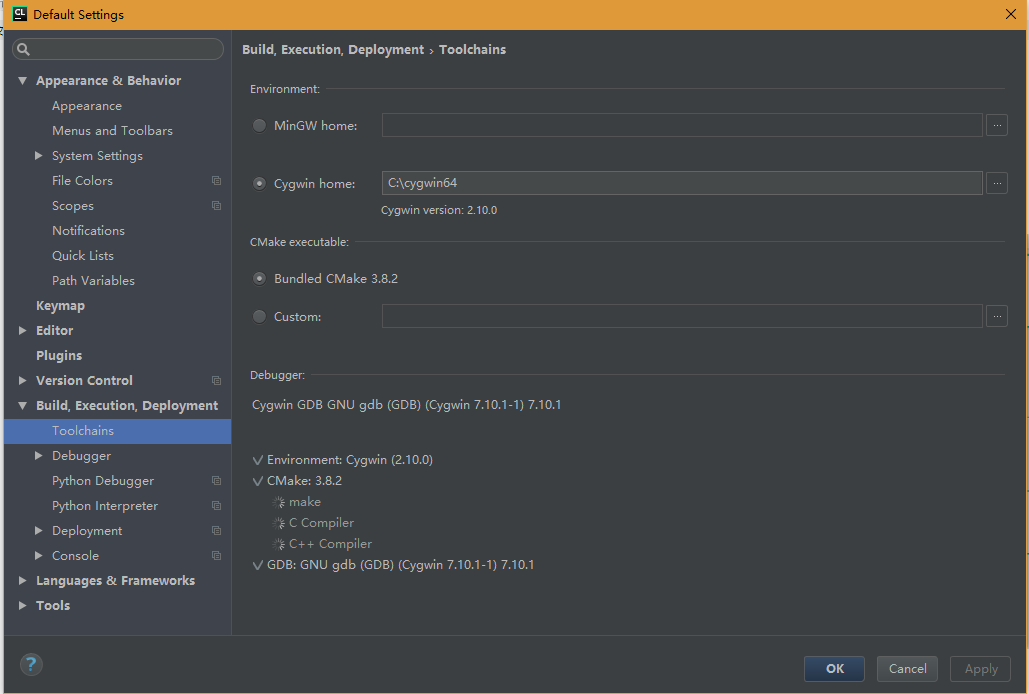 CL Default Settings
Appearance & Behavior
Appearance
Menus and Toolbars
System Settings
File Colors
Scopes
Notifications
Quick Lists
Path Variables
Keymap
Editor
Plugins
Version Control
Build, Execution, Deployment
Toolchains
Debugger
Python Debugger
Python Interpreter
Deployment
Console
Languages & Frameworks
Tools
Build, Execution, Deployment › Toolchains
Environment:
MinGW home:
...
Cygwin home: C:\cygwin64 ...
Cygwin version: 2.10.0
CMake executable:
Bundled CMake 3.8.2
Custom: ...
Debugger:
Cygwin GDB GNU gdb (GDB) (Cygwin 7.10.1-1) 7.10.1
Environment: Cygwin (2.10.0)
CMake: 3.8.2
make
C Compiler
C++ Compiler
GDB: GNU gdb (GDB) (Cygwin 7.10.1-1) 7.10.1
? OK Cancel Apply